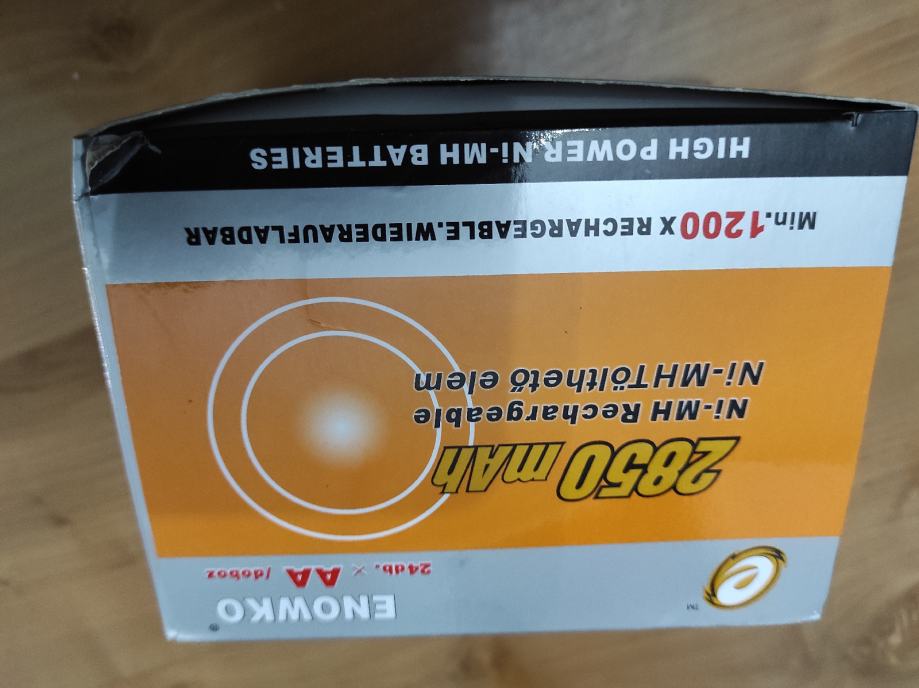 e ™ ENOWKO®
24db. x AA /doboz
2850 mAh
Ni-MH Rechargeable
Ni-MHTölthető elem
Min.1200 X RECHARGEABLE.WIEDERAUFLADBAR
HIGH POWER Ni-MH BATTERIES